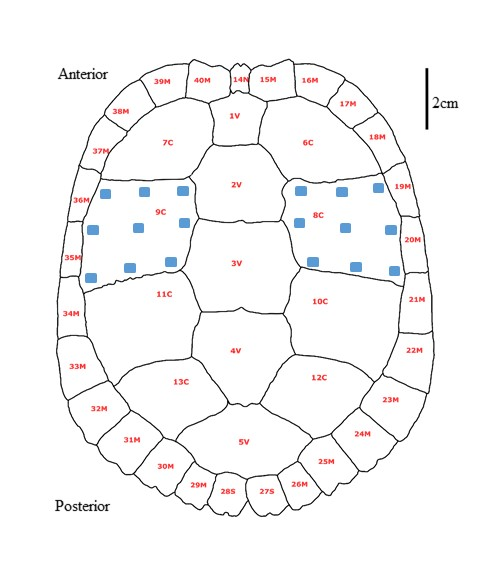 Anterior
39M 40M 14N 15M 16M
2cm
38M 17M
1V
37M 7C 6C 18M
36M 2V 19M
9C 8C
35M 3V 20M
34M 11C 10C 21M
33M 4V 22M
13C 12C
32M 23M
31M 5V 24M
30M 25M
29M 28S 27S 26M
Posterior